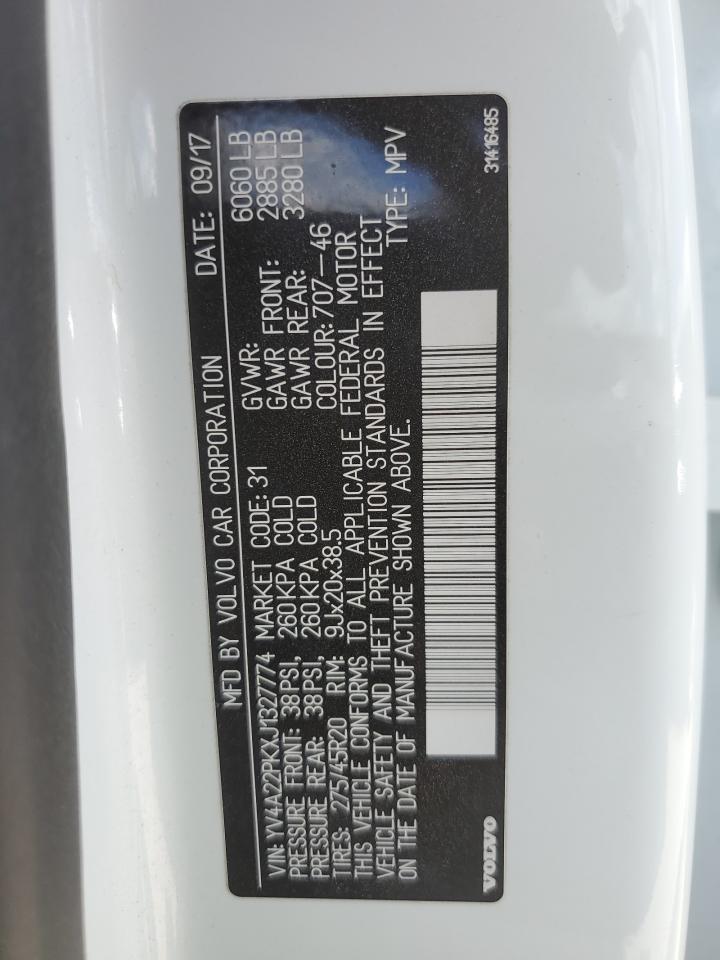 MFD BY VOLVO CAR CORPORATION DATE: 09/17
VIN: YV4A22PKXJ1327774 MARKET CODE: 31 GVWR: 6060 LB
PRESSURE FRONT: 38 PSI, 260 KPA COLD GAWR FRONT: 2885 LB
PRESSURE REAR: 38 PSI, 260 KPA COLD GAWR REAR: 3280 LB
TIRES: 275/45R20 RIM: 9Jx20x38.5 COLOUR: 707--46
THIS VEHICLE CONFORMS TO ALL APPLICABLE FEDERAL MOTOR
VEHICLE SAFETY AND THEFT PREVENTION STANDARDS IN EFFECT
ON THE DATE OF MANUFACTURE SHOWN ABOVE. TYPE: MPV
VOLVO 31416485